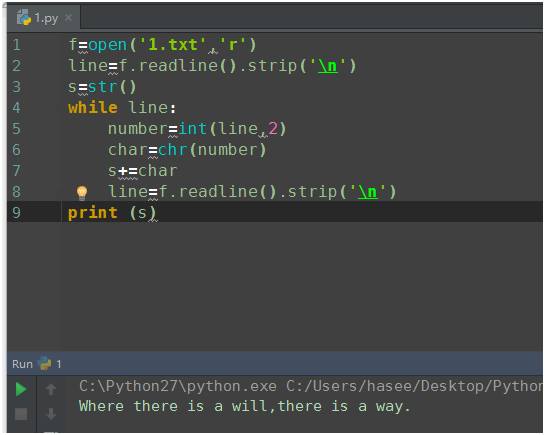 1.py ×
1 f=open('1.txt','r')
2 line=f.readline().strip('\n')
3 s=str()
4 while line:
5 number=int(line,2)
6 char=chr(number)
7 s+=char
8 line=f.readline().strip('\n')
9 print (s)
Run 1
C:\Python27\python.exe C:/Users/hasee/Desktop/Python
Where there is a will,there is a way.